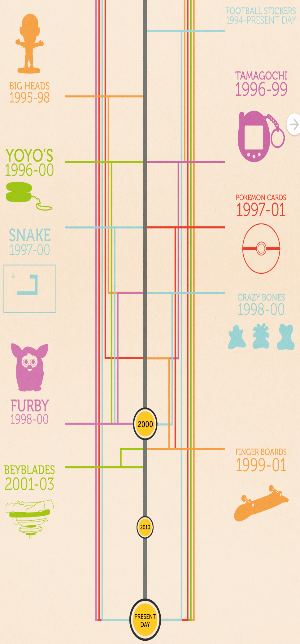 FOOTBALL STICKERS
1994-PRESENT DAY
BIG HEADS
1995-98
TAMAGOCHI
1996-99
YOYO'S
1996-00
POKEMON CARDS
1997-01
SNAKE
1997-00
CRAZY BONES
1998-00
FURBY
1998-00
2000
FINGER BOARDS
1999-01
BEYBLADES
2001-03
2010
PRESENT
DAY